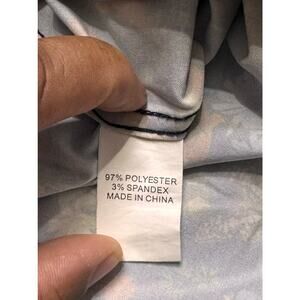 97% POLYESTER
3% SPANDEX
MADE IN CHINA